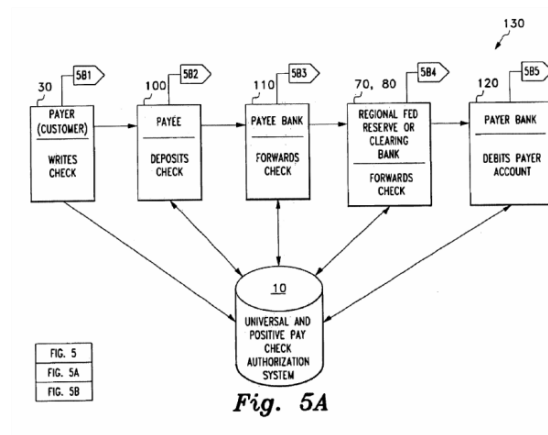 130
5B1
5B2
5B3
5B4
5B5
30
100
110
70, 80
120
PAYER
(CUSTOMER)
WRITES
CHECK
PAYEE
DEPOSITS
CHECK
PAYEE BANK
FORWARDS
CHECK
REGIONAL FED
RESERVE OR
CLEARING
BANK
FORWARDS
CHECK
PAYER BANK
DEBITS PAYER
ACCOUNT
10
UNIVERSAL AND
POSITIVE PAY
CHECK
AUTHORIZATION
SYSTEM
FIG. 5
FIG. 5A
FIG. 5B
Fig. 5A